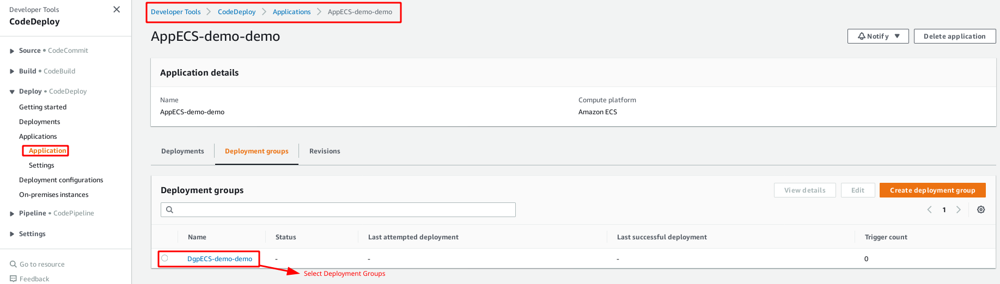 Developer Tools
CodeDeploy
Source • CodeCommit
Build • CodeBuild
Deploy • CodeDeploy
Getting started
Deployments
Applications
Application
Settings
Deployment configurations
On-premises instances
Pipeline • CodePipeline
Settings
Go to resource
Feedback
Developer Tools > CodeDeploy > Applications > AppECS-demo-demo
AppECS-demo-demo
Notify
Delete application
Application details
Name
AppECS-demo-demo
Compute platform
Amazon ECS
Deployments Deployment groups Revisions
Deployment groups
View details Edit Create deployment group
1
Name Status Last attempted deployment Last successful deployment Trigger count
DgpECS-demo-demo - - - 0
Select Deployment Groups